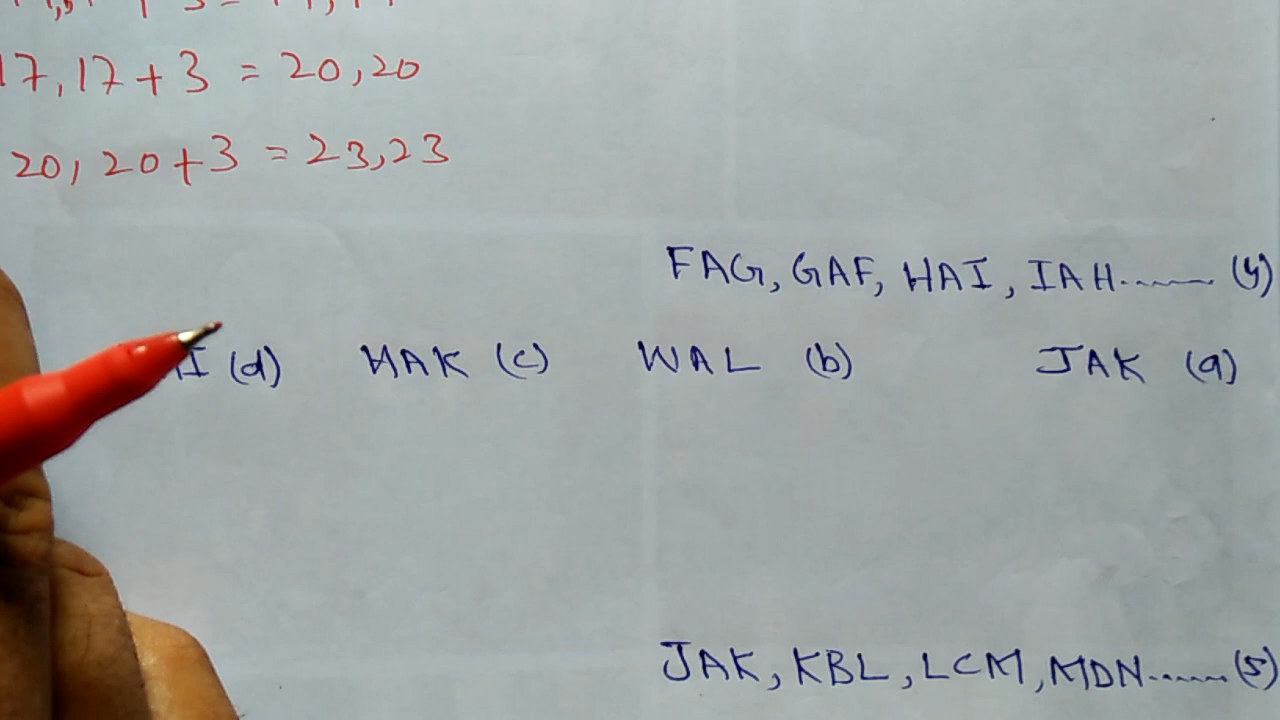 17,17+3 = 20,20
20, 20+3 = 23,23
FAG, GAF, HAI, IAH........ (4)
I (d) HAK (c) WAL (b) JAK (a)
JAK, KBL, LCM, MDN........ (5)